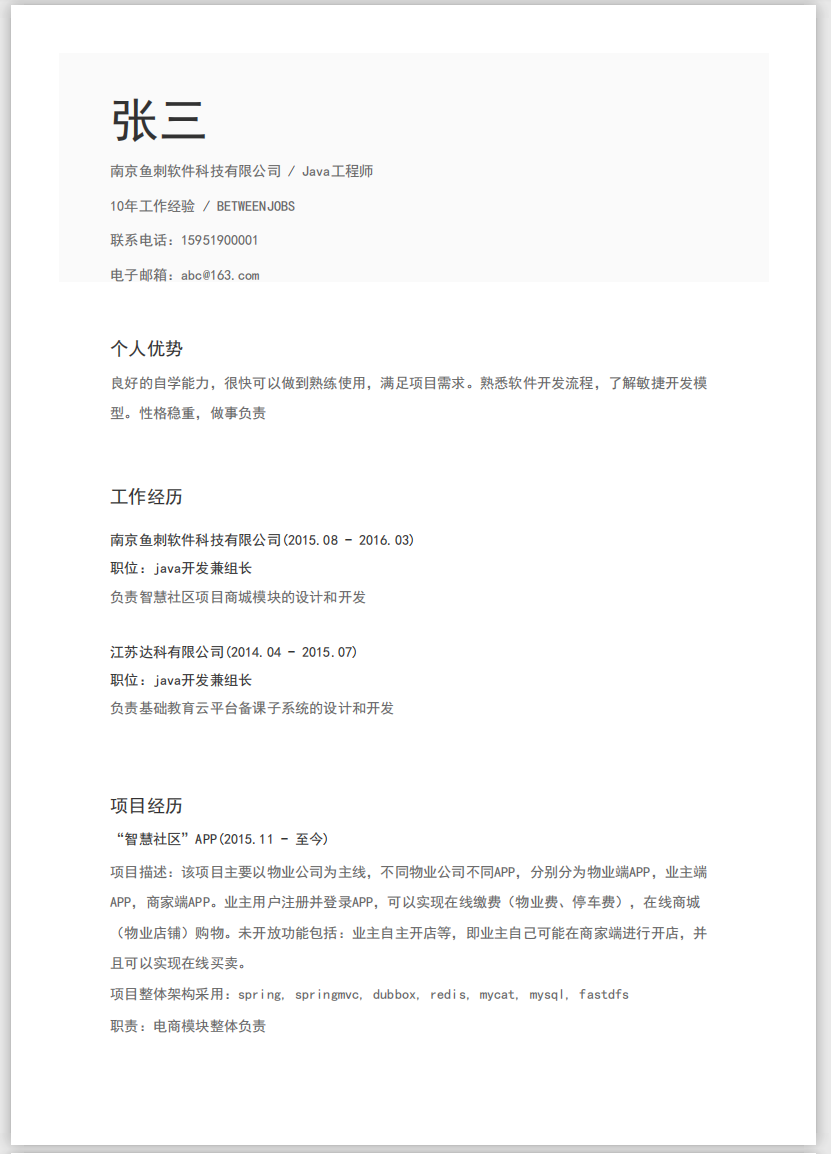 张三
南京鱼刺软件科技有限公司 / Java工程师
10年工作经验 / BETWEENJOBS
联系电话：15951900001
电子邮箱：abc@163.com
个人优势
良好的自学能力，很快可以做到熟练使用，满足项目需求。熟悉软件开发流程，了解敏捷开发模
型。性格稳重，做事负责
工作经历
南京鱼刺软件科技有限公司(2015.08 - 2016.03)
职位：java开发兼组长
负责智慧社区项目商城模块的设计和开发
江苏达科有限公司(2014.04 - 2015.07)
职位：java开发兼组长
负责基础教育云平台备课子系统的设计和开发
项目经历
“智慧社区”APP(2015.11 - 至今)
项目描述：该项目主要以物业公司为主线，不同物业公司不同APP，分别分为物业端APP，业主端
APP，商家端APP。业主用户注册并登录APP，可以实现在线缴费（物业费、停车费），在线商城
（物业店铺）购物。未开放功能包括：业主自主开店等，即业主自己可能在商家端进行开店，并
且可以实现在线买卖。
项目整体架构采用：spring, springmvc, dubbox, redis, mycat, mysql, fastdfs
职责：电商模块整体负责